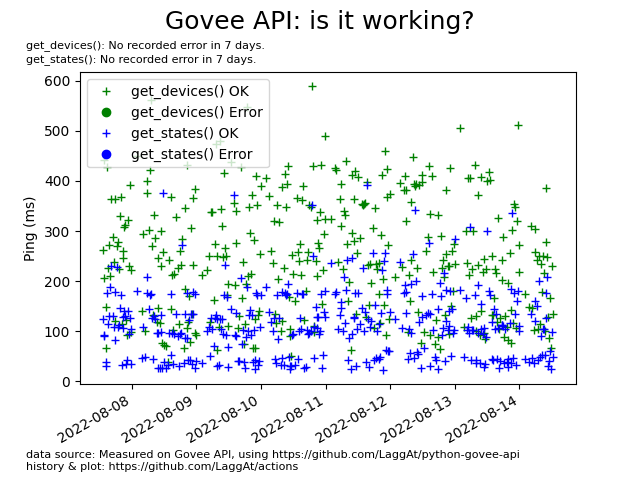 Govee API: is it working?
get_devices(): No recorded error in 7 days.
get_states(): No recorded error in 7 days.
get_devices() OK
get_devices() Error
get_states() OK
get_states() Error
600
500
400
300
200
100
0
Ping (ms)
2022-08-08
2022-08-09
2022-08-10
2022-08-11
2022-08-12
2022-08-13
2022-08-14
data source: Measured on Govee API, using https://github.com/LaggAt/python-govee-api
history & plot: https://github.com/LaggAt/actions